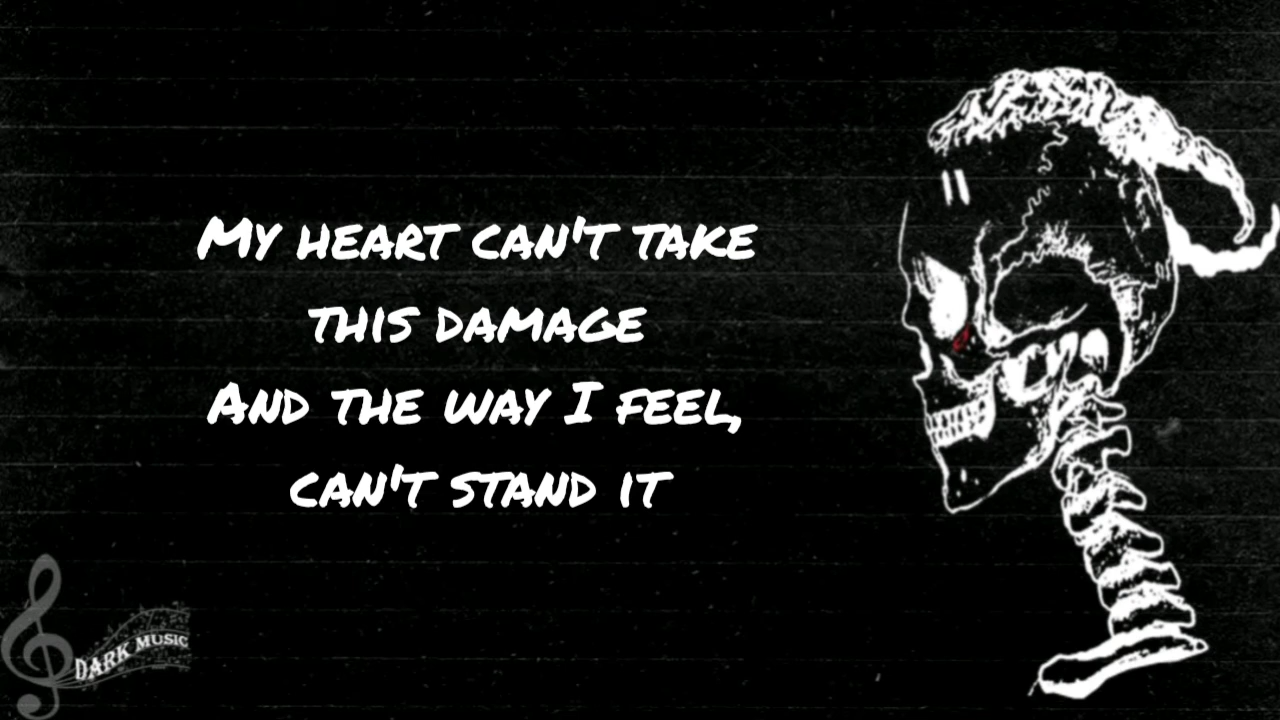 My heart can't take
this damage
And the way I feel,
can't stand it
DARK MUSIC